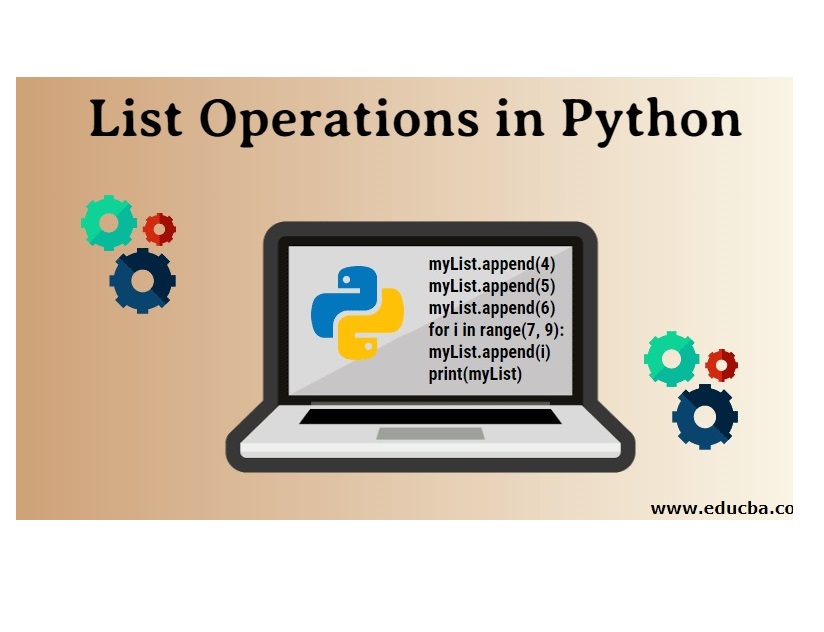 List Operations in Python
myList.append(4)
myList.append(5)
myList.append(6)
for i in range(7, 9):
myList.append(i)
print(myList)
www.educba.co